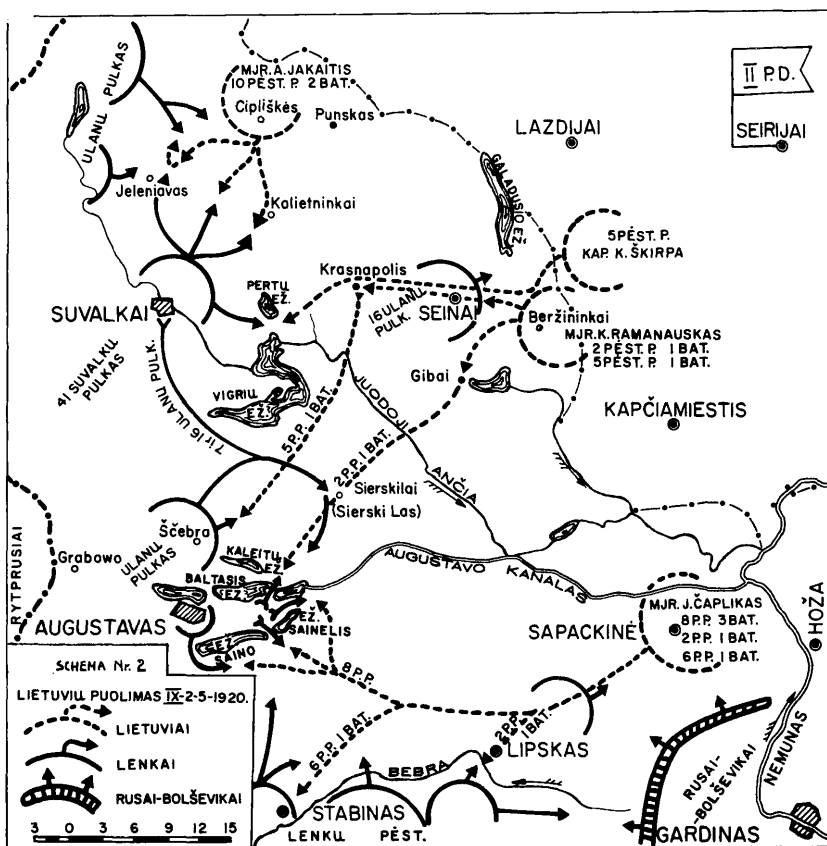 ULANŲ PULKAS
MJR. A. JAKAITIS
10 PĖST. P. 2 BAT.
Cipliškės
Punskas
LAZDIJAI
II P.D.
SEIRIJAI
Jeleniavas
Kalietninkai
GALADUSIO EŽ.
5 PĖST. P.
KAP. K. ŠKIRPA
Krasnapolis
PERTŲ
EŽ.
SUVALKAI
16 ULANŲ
PULK.
SEINAI
Beržininkai
MJR. K. RAMANAUSKAS
2 PĖST. P. 1 BAT.
5 PĖST. P. 1 BAT.
41 SUVALKŲ
PULKAS
7 ir 16 ULANŲ PULK.
VIGRIŲ
EŽ.
Gibai
JUODOJI
ANČIA
KAPČIAMIESTIS
5 P.P. 1 BAT.
2 P.P. 1 BAT.
Sierskilai
(Sierski Las)
RYTPRUSIAI
Grabowo
Ščebra
ULANŲ
PULKAS
KALEITŲ
EŽ.
BALTASIS
EŽ.
AUGUSTAVO
KANALAS
AUGUSTAVAS
EŽ.
SAINELIS
EŽ.
SAINO
SAPACKINĖ
MJR. J. ČAPLIKAS
8 P.P. 3 BAT.
2 P.P. 1 BAT.
6 P.P. 1 BAT.
HOŽA
8 P.P.
6 P.P. 1 BAT.
2 P.P.
1 BAT.
LIPSKAS
BEBRA
STABINAS
LENKŲ PĖST.
RUSAI-
-BOLŠEVIKAI
NEMUNAS
GARDINAS
SCHEMA Nr. 2
LIETUVIŲ PUOLIMAS IX-2-5-1920.
LIETUVIAI
LENKAI
RUSAI-BOLŠEVIKAI
3 0 3 6 9 12 15